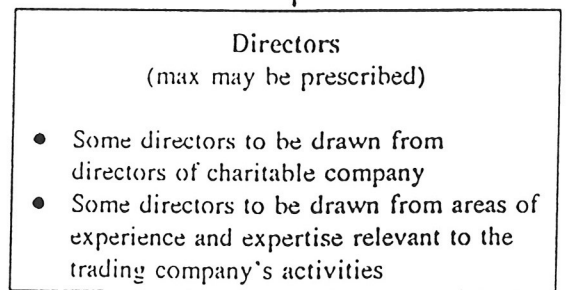 Directors
(max may be prescribed)
● Some directors to be drawn from
directors of charitable company
● Some directors to be drawn from areas of
experience and expertise relevant to the
trading company's activities